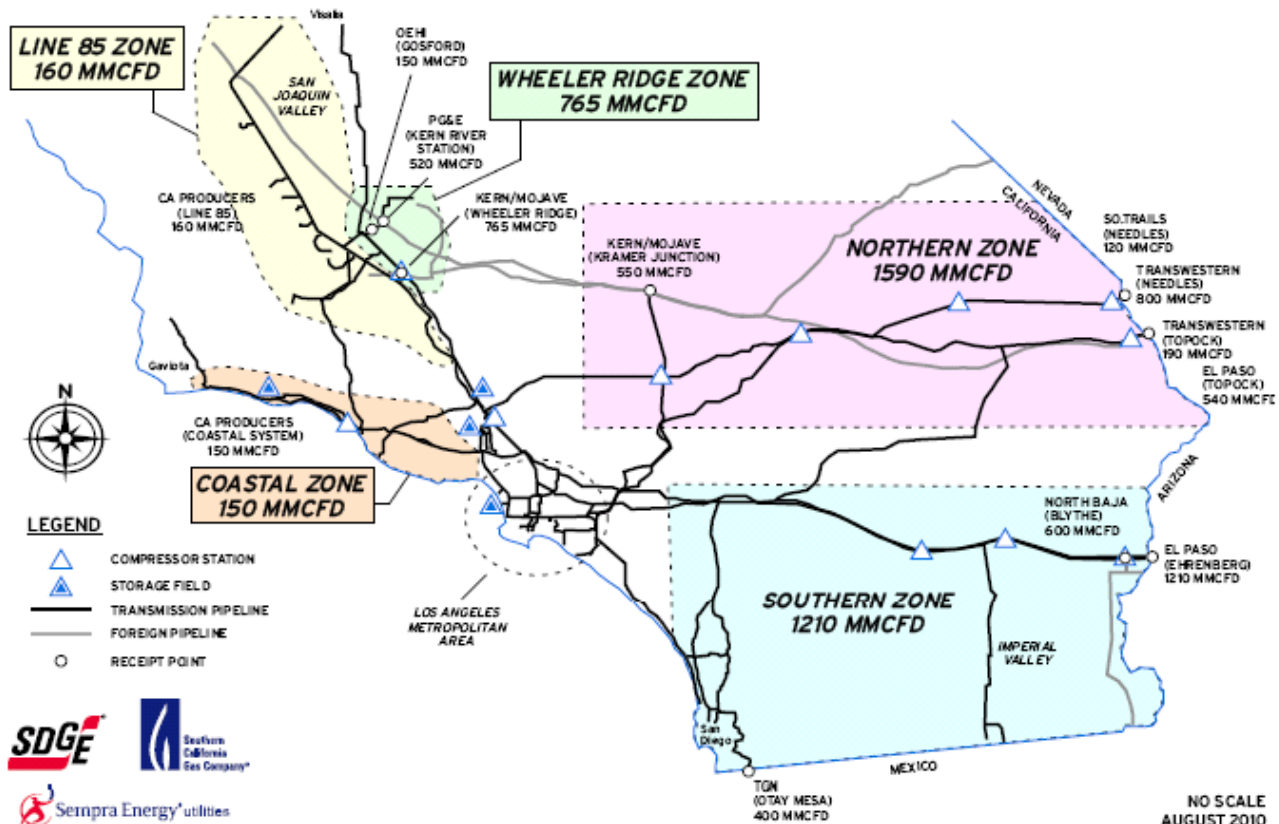 Visalia
LINE 85 ZONE
160 MMCFD
OEHI
(GOSFORD)
150 MMCFD
SAN
JOAQUIN
VALLEY
WHEELER RIDGE ZONE
765 MMCFD
PG&E
(KERN RIVER
STATION)
520 MMCFD
CA PRODUCERS
(LINE 85)
160 MMCFD
KERN/MOJAVE
(WHEELER RIDGE)
765 MMCFD
KERN/MOJAVE
(KRAMER JUNCTION)
550 MMCFD
NEVADA
CALIFORNIA
NORTHERN ZONE
1590 MMCFD
SO.TRAILS
(NEEDLES)
120 MMCFD
TRANSWESTERN
(NEEDLES)
800 MMCFD
TRANSWESTERN
(TOPOCK)
190 MMCFD
EL PASO
(TOPOCK)
540 MMCFD
Gaviota
N
CA PRODUCERS
(COASTAL SYSTEM)
150 MMCFD
COASTAL ZONE
150 MMCFD
ARIZONA
NORTH BAJA
(BLYTHE)
600 MMCFD
EL PASO
(EHRENBERG)
1210 MMCFD
LEGEND
COMPRESSOR STATION
STORAGE FIELD
TRANSMISSION PIPELINE
FOREIGN PIPELINE
RECEIPT POINT
LOS ANGELES
METROPOLITAN
AREA
SOUTHERN ZONE
1210 MMCFD
IMPERIAL
VALLEY
San
Diego
MEXICO
TGN
(OTAY MESA)
400 MMCFD
SDGE
Southern
California
Gas Company®
Sempra Energy® utilities
NO SCALE
AUGUST 2010